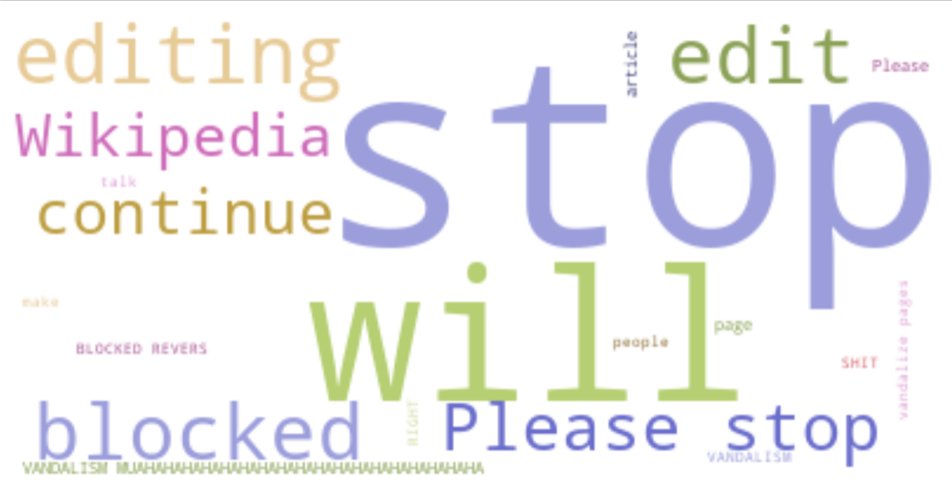 editing
article
edit
Please
stop
Wikipedia
talk
continue
will
make
BLOCKED REVERS
people
page
SHIT
vandalize pages
blocked
RIGHT
Please stop
VANDALISM
VANDALISM MUAHAHAHAHAHAHAHAHAHAHAHAHAHAHAHAHA